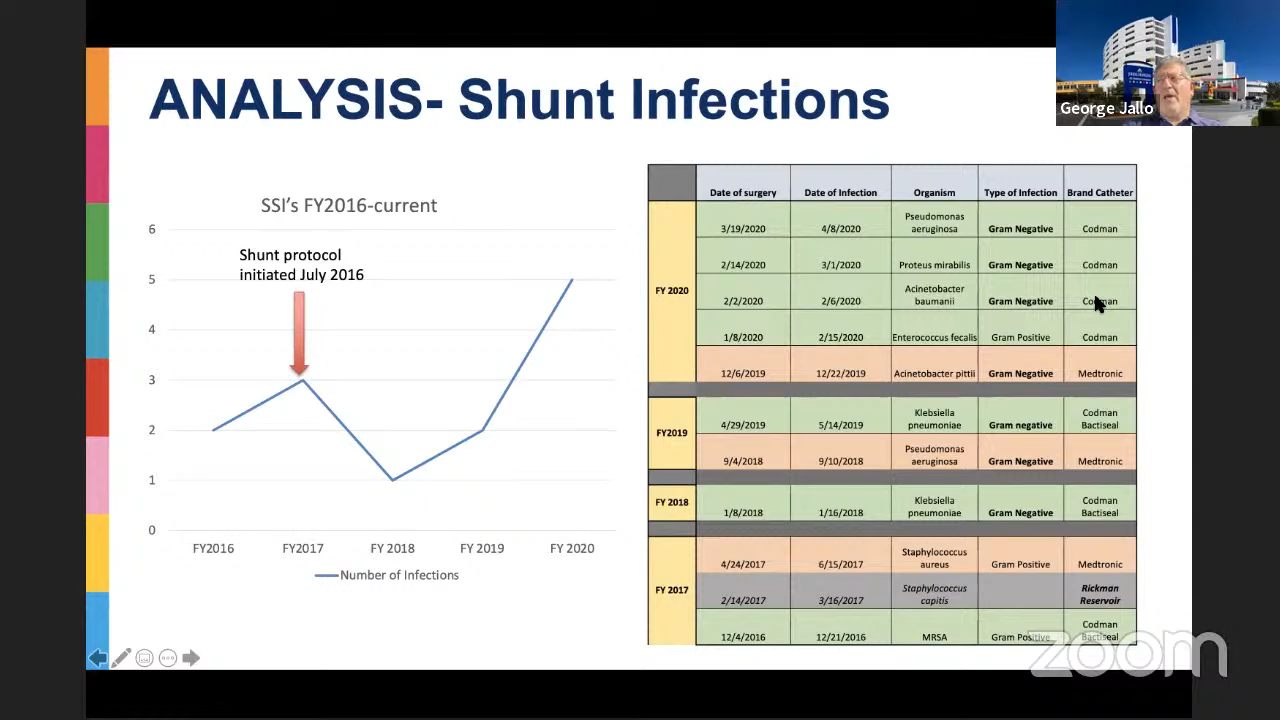 ANALYSIS- Shunt Infections
George Jallo
SSI's FY2016-current
Shunt protocol
initiated July 2016
6
5
4
3
2
1
0
FY2016 FY2017 FY 2018 FY 2019 FY 2020
Number of Infections
Date of surgery Date of Infection Organism Type of Infection Brand Catheter
FY 2020
3/19/2020 4/8/2020 Pseudomonas aeruginosa Gram Negative Codman
2/14/2020 3/1/2020 Proteus mirabilis Gram Negative Codman
2/2/2020 2/6/2020 Acinetobacter baumanii Gram Negative Codman
1/8/2020 2/15/2020 Enterococcus fecalis Gram Positive Codman
12/6/2019 12/22/2019 Acinetobacter pittii Gram Negative Medtronic
FY2019
4/29/2019 5/14/2019 Klebsiella pneumoniae Gram negative Codman Bactiseal
9/4/2018 9/10/2018 Pseudomonas aeruginosa Gram Negative Medtronic
FY 2018
1/8/2018 1/16/2018 Klebsiella pneumoniae Gram Negative Codman Bactiseal
FY 2017
4/24/2017 6/15/2017 Staphylococcus aureus Gram Positive Medtronic
2/14/2017 3/16/2017 Staphylococcus capitis Rickman Reservoir
12/4/2016 12/21/2016 MRSA Gram Positive Codman Bactiseal
zoom